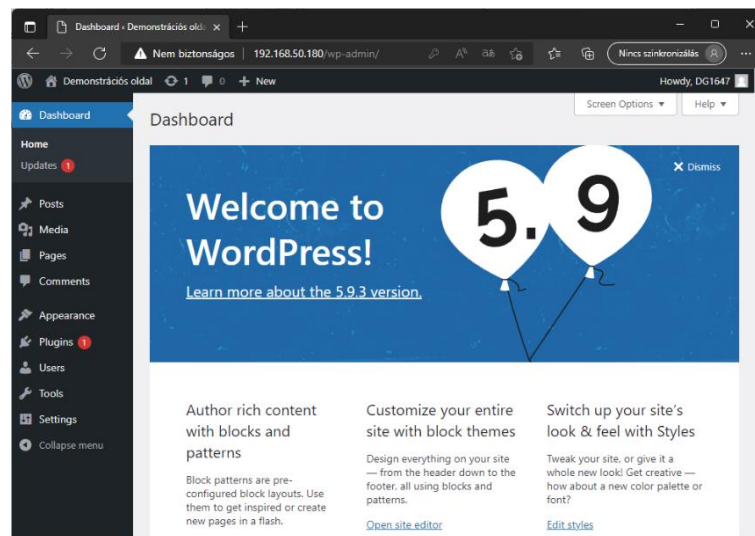 Dashboard ‹ Demonstrációs olda
Nem biztonságos
192.168.50.180/wp-admin/
Nincs szinkronizálás
Demonstrációs oldal
1
0
New
Howdy, DG1647
Dashboard
Home
Updates 1
Posts
Media
Pages
Comments
Appearance
Plugins 1
Users
Tools
Settings
Collapse menu
Screen Options
Help
Dashboard
Dismiss
Welcome to
WordPress!
Learn more about the 5.9.3 version.
5.9
Author rich content
with blocks and
patterns
Block patterns are pre-
configured block layouts. Use
them to get inspired or create
new pages in a flash.
Customize your entire
site with block themes
Design everything on your site
— from the header down to the
footer, all using blocks and
patterns.
Open site editor
Switch up your site’s
look & feel with Styles
Tweak your site, or give it a
whole new look! Get creative —
how about a new color palette or
font?
Edit styles